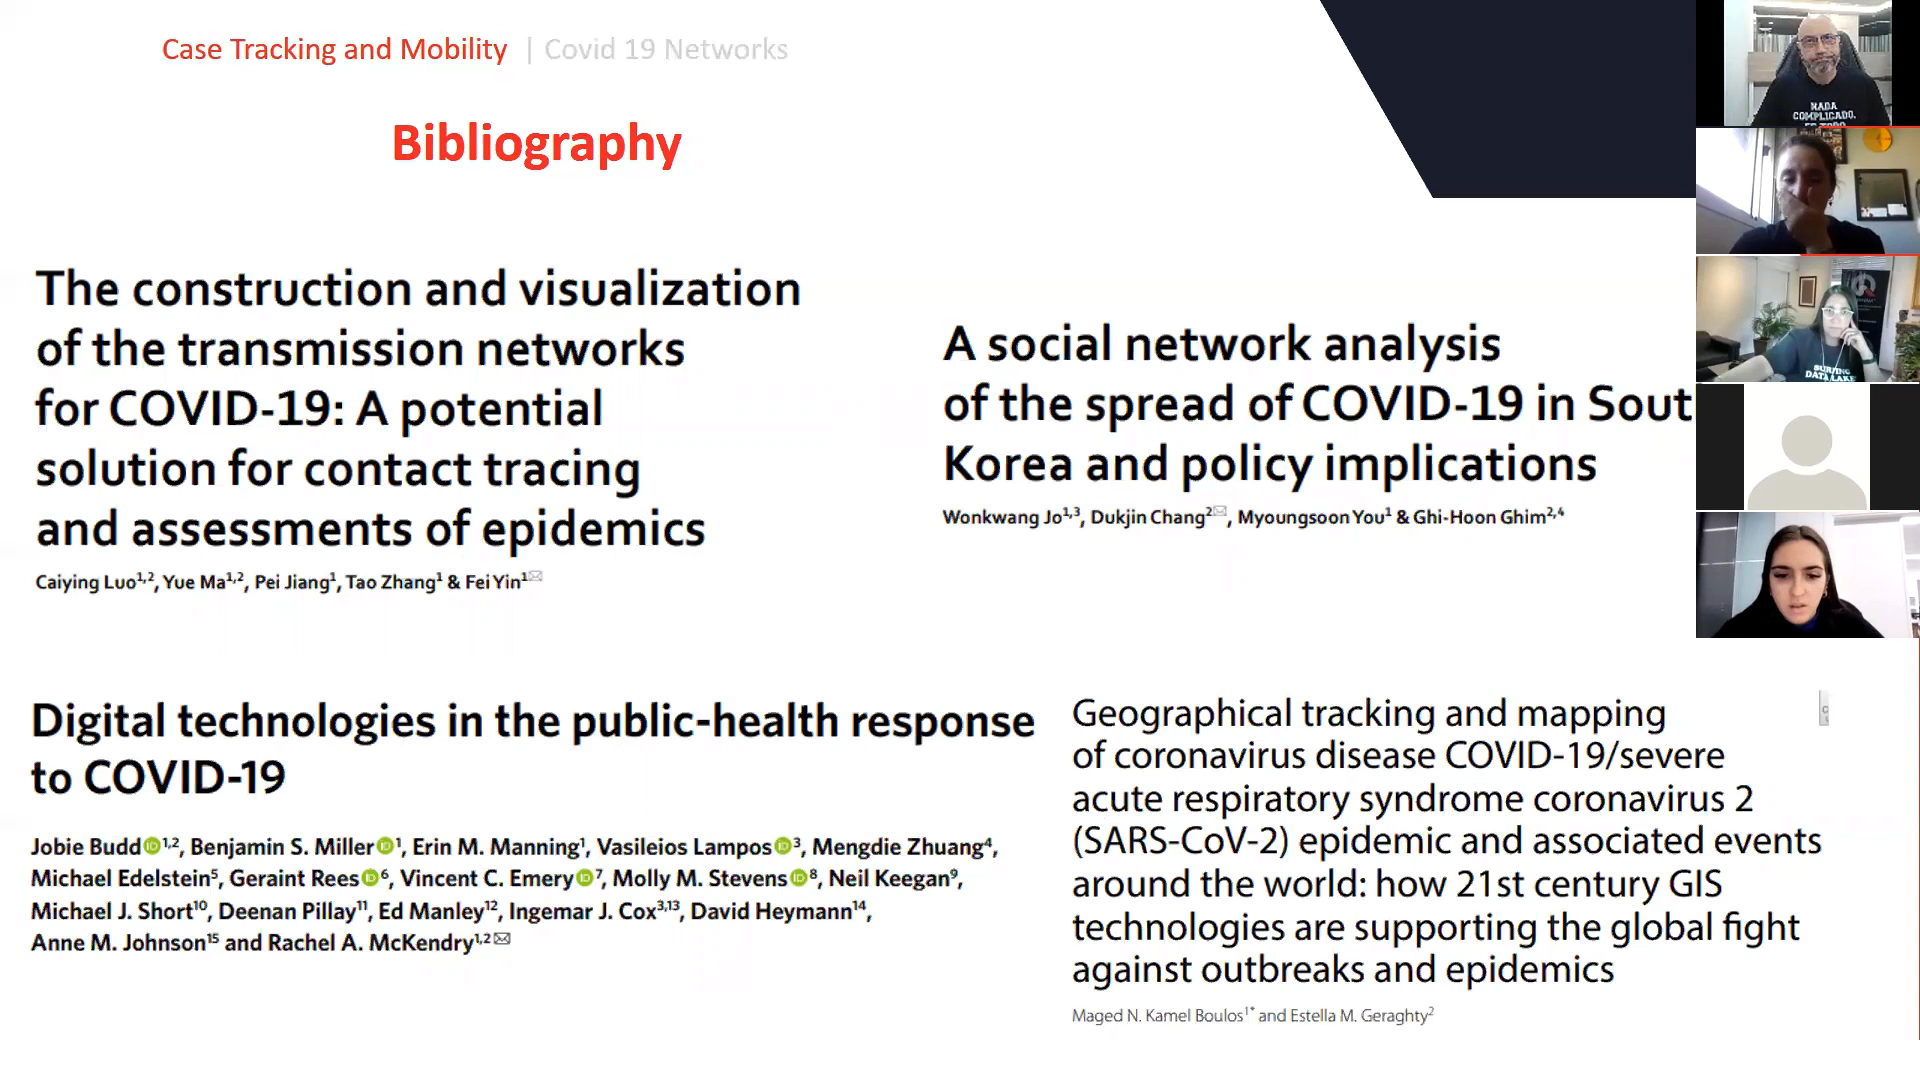 Case Tracking and Mobility | Covid 19 Networks
Bibliography
The construction and visualization
of the transmission networks
for COVID-19: A potential
solution for contact tracing
and assessments of epidemics
Caiying Luo1,2, Yue Ma1,2, Pei Jiang1, Tao Zhang1 & Fei Yin1
A social network analysis
of the spread of COVID-19 in Sout
Korea and policy implications
Wonkwang Jo1,3, Dukjin Chang2, Myoungsoon You1 & Ghi-Hoon Ghim2,4
Digital technologies in the public-health response
to COVID-19
Jobie Budd1,2, Benjamin S. Miller1, Erin M. Manning1, Vasileios Lampos3, Mengdie Zhuang4,
Michael Edelstein5, Geraint Rees6, Vincent C. Emery7, Molly M. Stevens8, Neil Keegan9,
Michael J. Short10, Deenan Pillay11, Ed Manley12, Ingemar J. Cox3,13, David Heymann14,
Anne M. Johnson15 and Rachel A. McKendry1,2
Geographical tracking and mapping
of coronavirus disease COVID-19/severe
acute respiratory syndrome coronavirus 2
(SARS-CoV-2) epidemic and associated events
around the world: how 21st century GIS
technologies are supporting the global fight
against outbreaks and epidemics
Maged N. Kamel Boulos1* and Estella M. Geraghty2
NADA
COMPLICADO,
ES TODO
SURFING
DATA LAKE